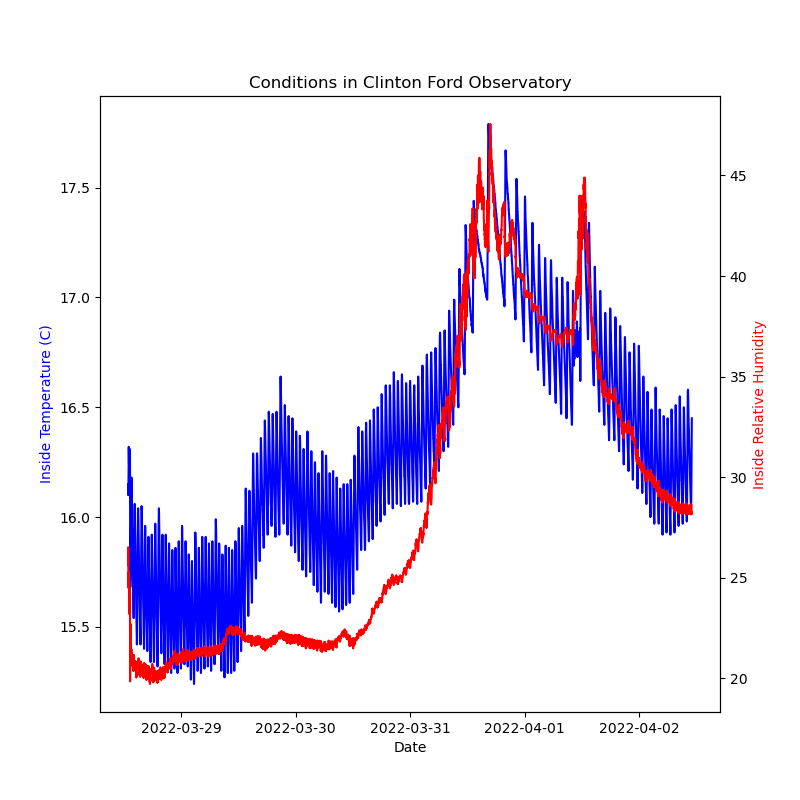 Conditions in Clinton Ford Observatory
Inside Temperature (C)
17.5
17.0
16.5
16.0
15.5
45
40
35
30
25
20
Inside Relative Humidity
2022-03-29 2022-03-30 2022-03-31 2022-04-01 2022-04-02
Date